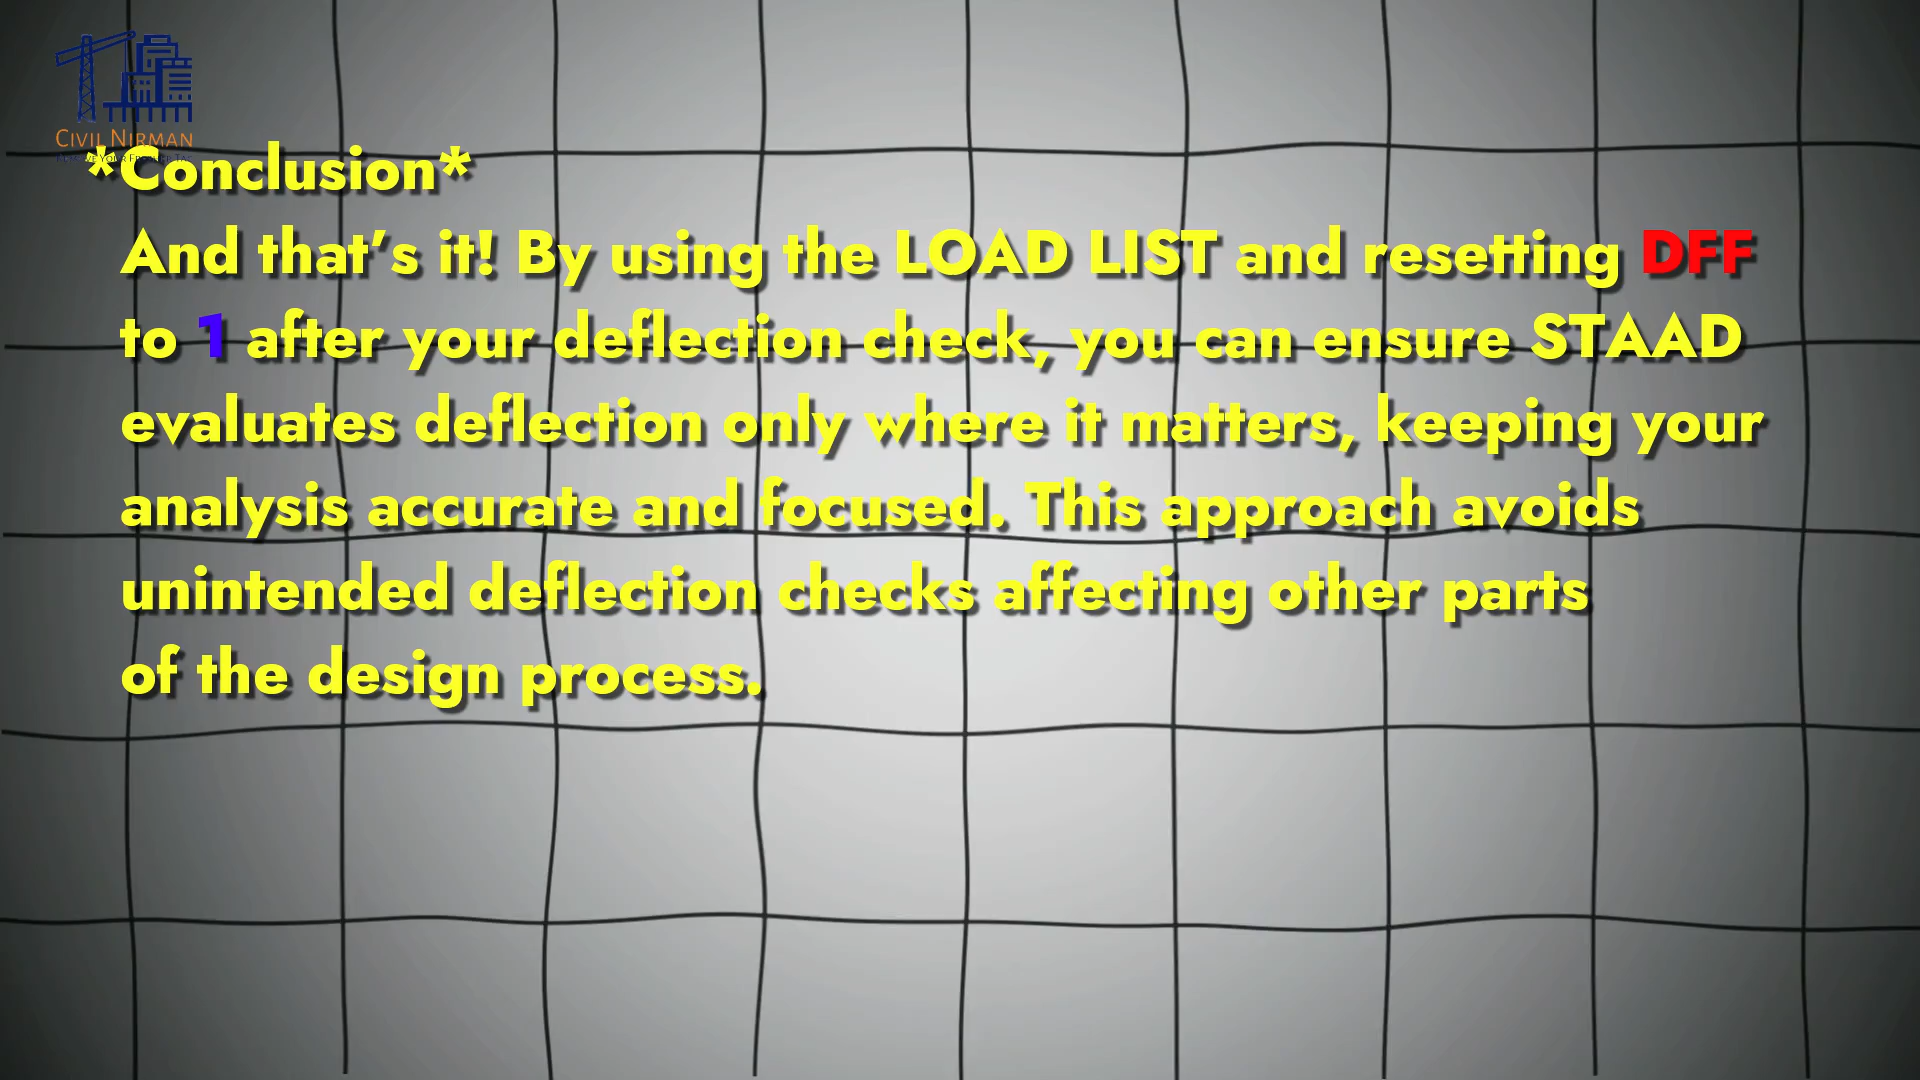 CIVIL NIRMAN
*Conclusion*
And that's it! By using the LOAD LIST and resetting DFF
to 1 after your deflection check, you can ensure STAAD
evaluates deflection only where it matters, keeping your
analysis accurate and focused. This approach avoids
unintended deflection checks affecting other parts
of the design process.